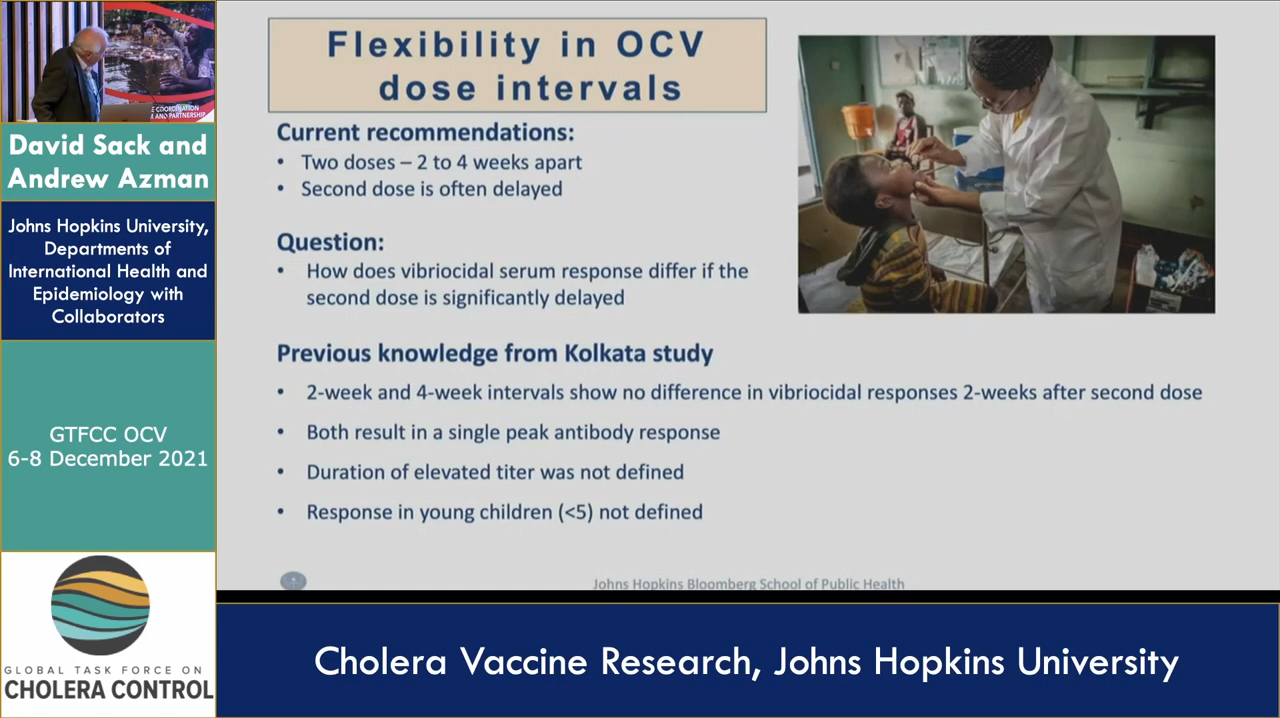 E COORDINATION
AND PARTNERSHIP
David Sack and
Andrew Azman
Johns Hopkins University,
Departments of
International Health and
Epidemiology with
Collaborators
GTFCC OCV
6-8 December 2021
GLOBAL TASK FORCE ON
CHOLERA CONTROL
Flexibility in OCV
dose intervals
Current recommendations:
• Two doses – 2 to 4 weeks apart
• Second dose is often delayed
Question:
• How does vibriocidal serum response differ if the
second dose is significantly delayed
Previous knowledge from Kolkata study
• 2-week and 4-week intervals show no difference in vibriocidal responses 2-weeks after second dose
• Both result in a single peak antibody response
• Duration of elevated titer was not defined
• Response in young children (<5) not defined
Johns Hopkins Bloomberg School of Public Health
Cholera Vaccine Research, Johns Hopkins University